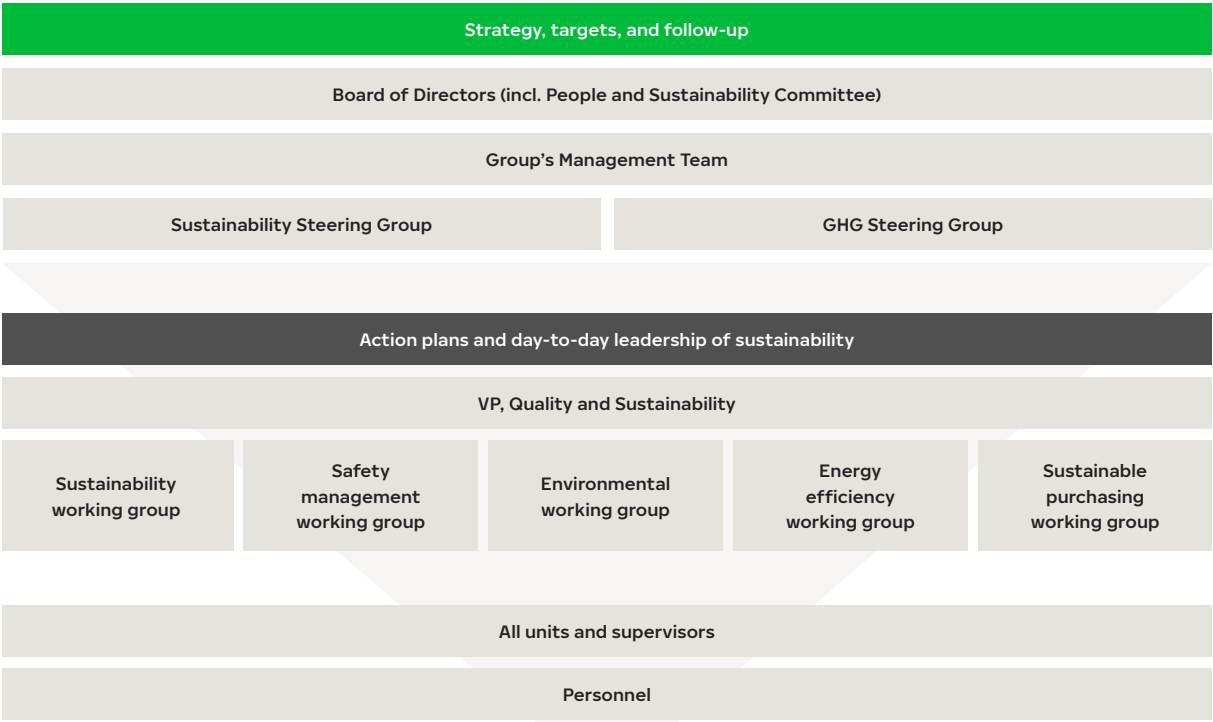 Strategy, targets, and follow-up
Board of Directors (incl. People and Sustainability Committee)
Group’s Management Team
Sustainability Steering Group
GHG Steering Group
Action plans and day-to-day leadership of sustainability
VP, Quality and Sustainability
Sustainability
working group
Safety
management
working group
Environmental
working group
Energy
efficiency
working group
Sustainable
purchasing
working group
All units and supervisors
Personnel